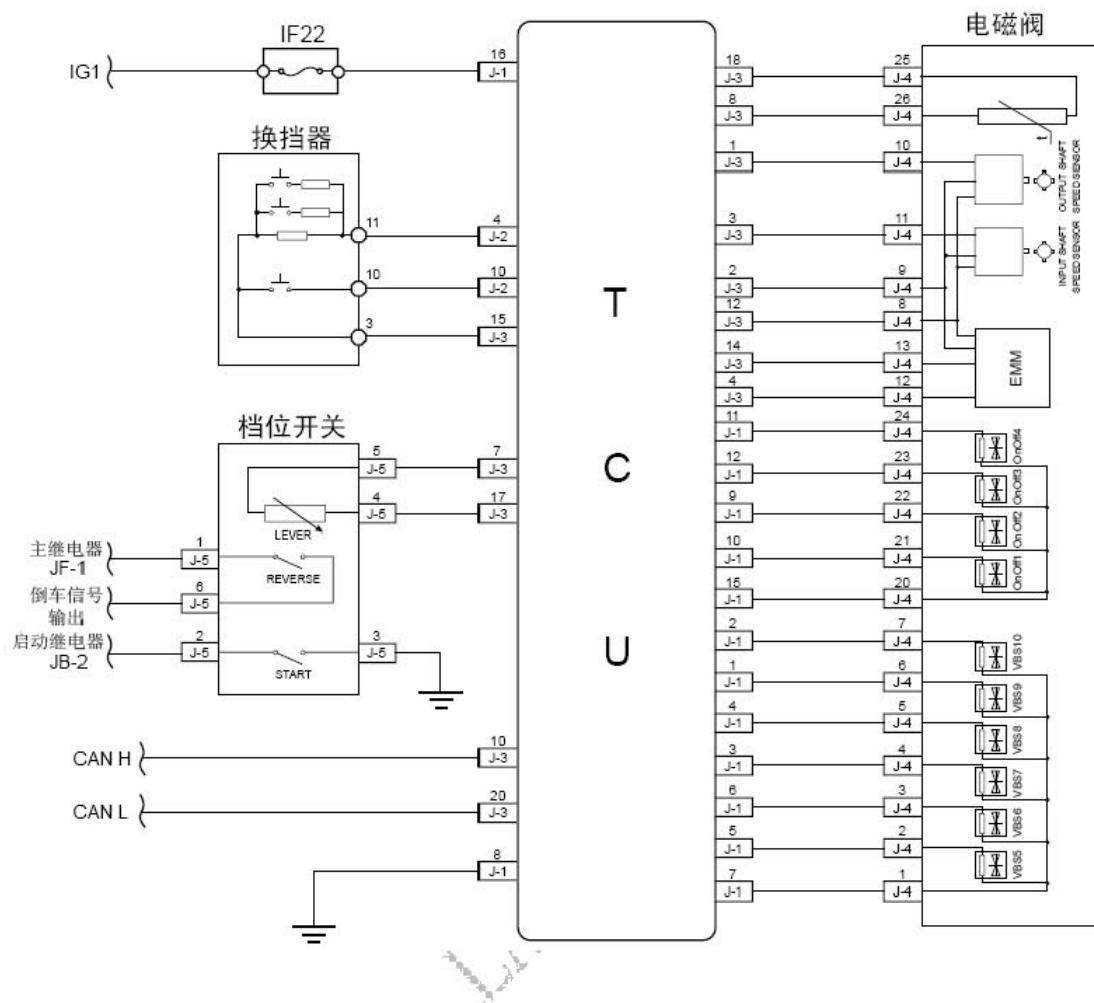 IG1
IF22
16
J-1
换挡器
11
4
J-2
10
10
J-2
3
15
J-3
档位开关
5
J-5
7
J-3
4
J-5
17
J-3
LEVER
主继电器
JF-1
1
J-5
REVERSE
倒车信号
输出
6
J-5
启动继电器
JB-2
2
J-5
START
3
J-5
CAN H
10
J-3
CAN L
20
J-3
8
J-1
T
C
U
电磁阀
18
J-3
25
J-4
8
J-3
26
J-4
t
1
J-3
10
J-4
OUTPUT SHAFT
SPEED SENSOR
3
J-3
11
J-4
INPUT SHAFT
SPEED SENSOR
2
J-3
9
J-4
12
J-3
8
J-4
14
J-3
13
J-4
4
J-3
12
J-4
EMM
11
J-1
24
J-4
OnOff4
12
J-1
23
J-4
OnOff3
9
J-1
22
J-4
OnOff2
10
J-1
21
J-4
OnOff1
15
J-1
20
J-4
2
J-1
7
J-4
VBS10
1
J-1
6
J-4
VBS9
4
J-1
5
J-4
VBS8
3
J-1
4
J-4
VBS7
6
J-1
3
J-4
VBS6
5
J-1
2
J-4
VBS5
7
J-1
1
J-4